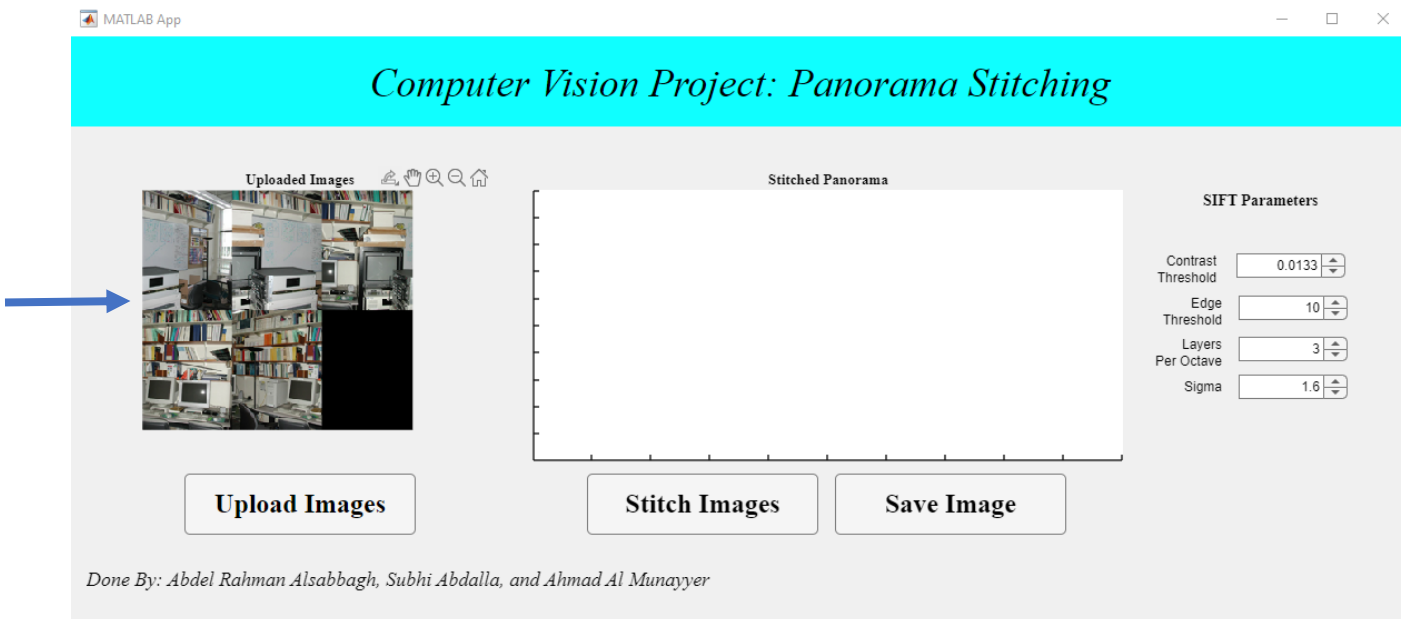 MATLAB App
Computer Vision Project: Panorama Stitching
Uploaded Images
Stitched Panorama
SIFT Parameters
Contrast
Threshold
0.0133
Edge
Threshold
10
Layers
Per Octave
3
Sigma
1.6
Upload Images
Stitch Images
Save Image
Done By: Abdel Rahman Alsabbagh, Subhi Abdalla, and Ahmad Al Munayyer